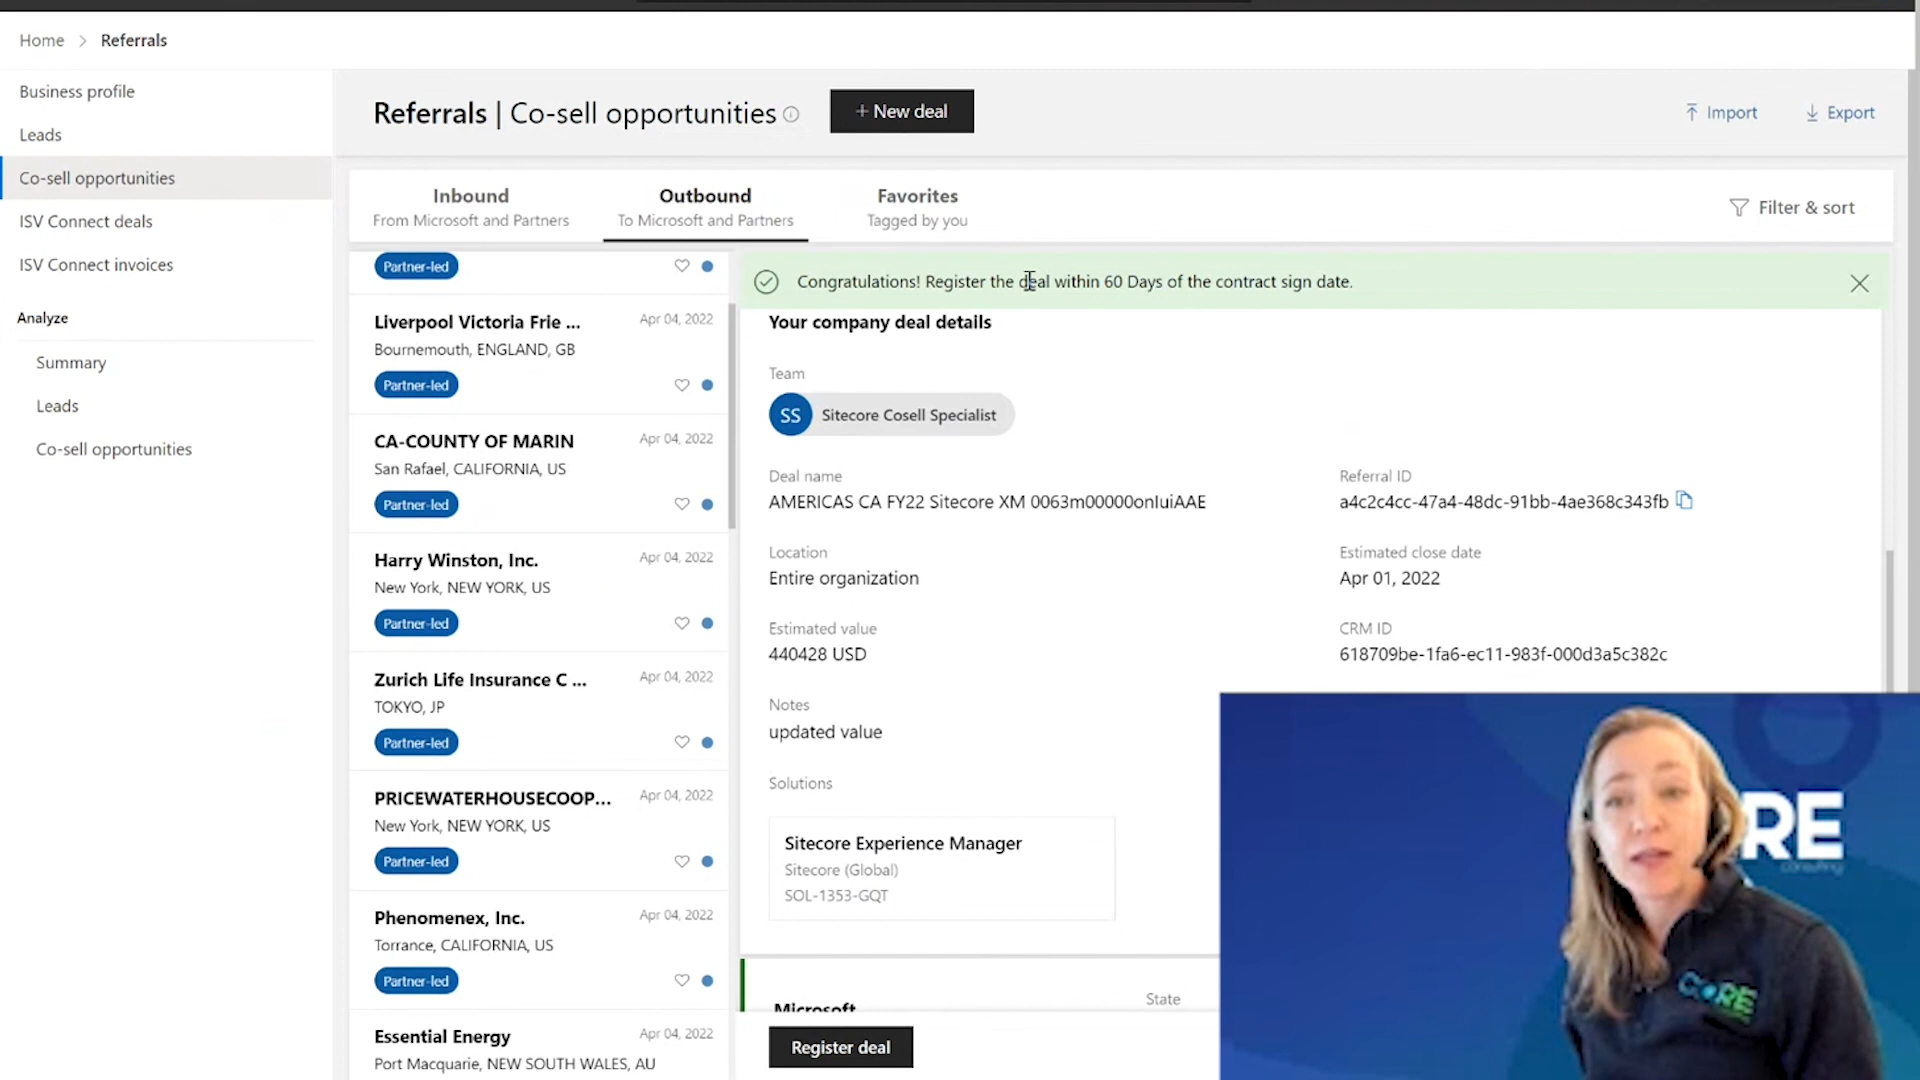 Home > Referrals
Business profile
Leads
Co-sell opportunities
ISV Connect deals
ISV Connect invoices
Analyze
Summary
Leads
Co-sell opportunities
Referrals | Co-sell opportunities
+ New deal
Import
Export
Inbound
From Microsoft and Partners
Outbound
To Microsoft and Partners
Favorites
Tagged by you
Filter & sort
Partner-led
Liverpool Victoria Frie ...
Apr 04, 2022
Bournemouth, ENGLAND, GB
Partner-led
CA-COUNTY OF MARIN
Apr 04, 2022
San Rafael, CALIFORNIA, US
Partner-led
Harry Winston, Inc.
Apr 04, 2022
New York, NEW YORK, US
Partner-led
Zurich Life Insurance C ...
Apr 04, 2022
TOKYO, JP
Partner-led
PRICEWATERHOUSECOOP...
Apr 04, 2022
New York, NEW YORK, US
Partner-led
Phenomenex, Inc.
Apr 04, 2022
Torrance, CALIFORNIA, US
Partner-led
Essential Energy
Apr 04, 2022
Port Macquarie, NEW SOUTH WALES, AU
Congratulations! Register the deal within 60 Days of the contract sign date.
Your company deal details
Team
SS
Sitecore Cosell Specialist
Deal name
AMERICAS CA FY22 Sitecore XM 0063m00000onIuiAAE
Referral ID
a4c2c4cc-47a4-48dc-91bb-4ae368c343fb
Location
Entire organization
Estimated close date
Apr 01, 2022
Estimated value
440428 USD
CRM ID
618709be-1fa6-ec11-983f-000d3a5c382c
Notes
updated value
Solutions
Sitecore Experience Manager
Sitecore (Global)
SOL-1353-GQT
Microsoft
State
Register deal
RE
consulting
CORE